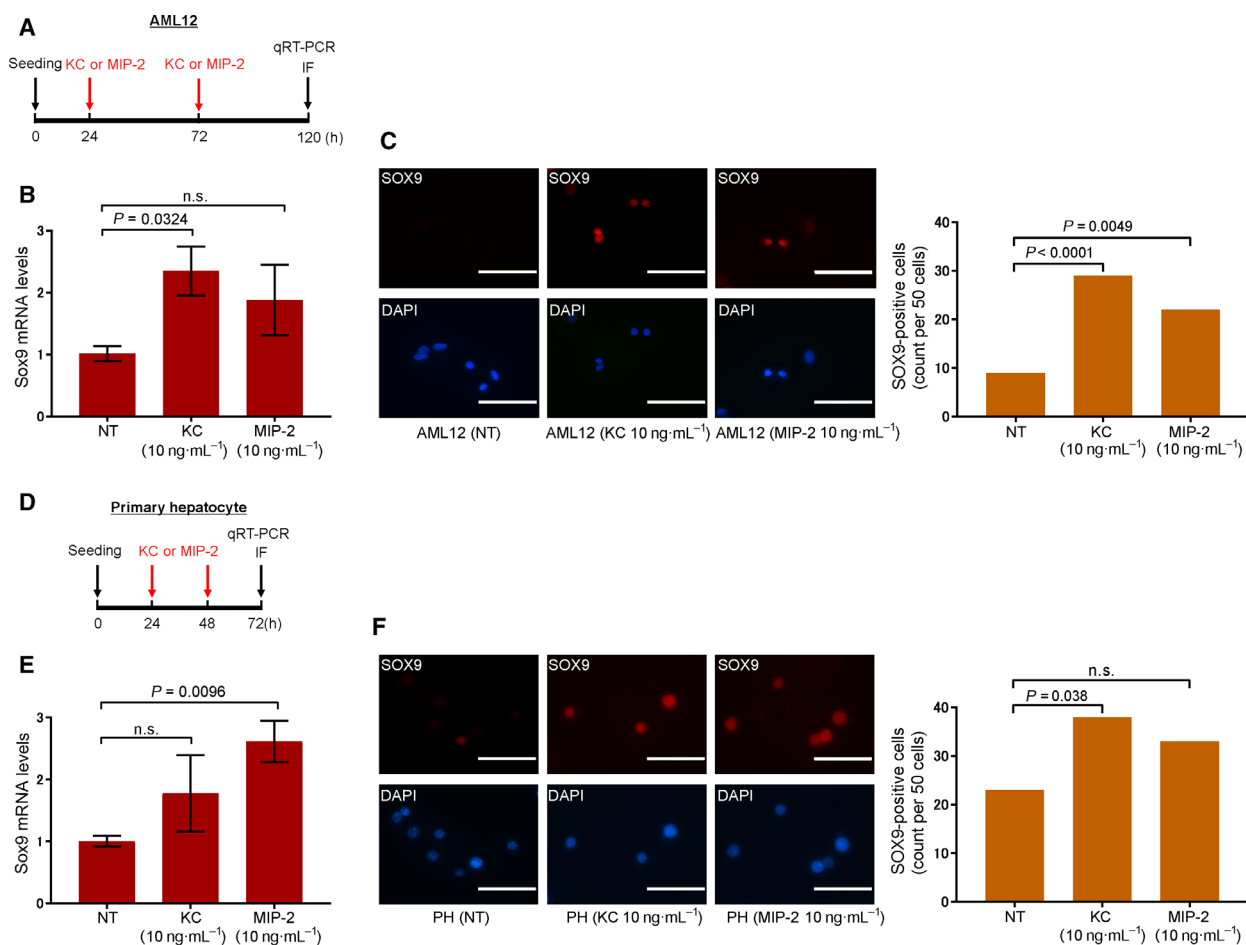 A
AML12
qRT-PCR
Seeding KC or MIP-2 KC or MIP-2 IF
0 24 72 120 (h)
B
n.s.
P = 0.0324
3
2
1
0
Sox9 mRNA levels
NT KC MIP-2
(10 ng·mL⁻¹) (10 ng·mL⁻¹)
C
SOX9 SOX9 SOX9
DAPI DAPI DAPI
AML12 (NT) AML12 (KC 10 ng·mL⁻¹) AML12 (MIP-2 10 ng·mL⁻¹)
SOX9-positive cells
(count per 50 cells)
40
30
20
10
0
P = 0.0049
P < 0.0001
NT KC MIP-2
(10 ng·mL⁻¹) (10 ng·mL⁻¹)
D
Primary hepatocyte
qRT-PCR
Seeding KC or MIP-2 IF
0 24 48 72(h)
E
P = 0.0096
n.s.
3
2
1
0
Sox9 mRNA levels
NT KC MIP-2
(10 ng·mL⁻¹) (10 ng·mL⁻¹)
F
SOX9 SOX9 SOX9
DAPI DAPI DAPI
PH (NT) PH (KC 10 ng·mL⁻¹) PH (MIP-2 10 ng·mL⁻¹)
SOX9-positive cells
(count per 50 cells)
40
30
20
10
0
n.s.
P = 0.038
NT KC MIP-2
(10 ng·mL⁻¹) (10 ng·mL⁻¹)